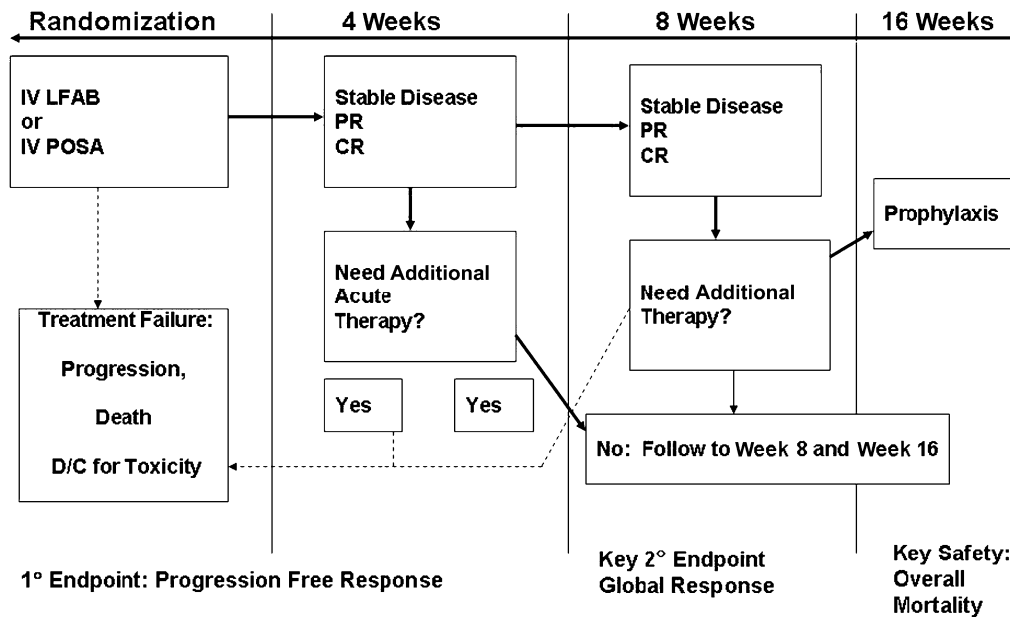 Randomization
4 Weeks
8 Weeks
16 Weeks
IV LFAB
or
IV POSA
Stable Disease
PR
CR
Stable Disease
PR
CR
Prophylaxis
Need Additional
Acute
Therapy?
Need Additional
Therapy?
Treatment Failure:
Progression,
Death
D/C for Toxicity
Yes
Yes
No: Follow to Week 8 and Week 16
1° Endpoint: Progression Free Response
Key 2° Endpoint
Global Response
Key Safety:
Overall
Mortality